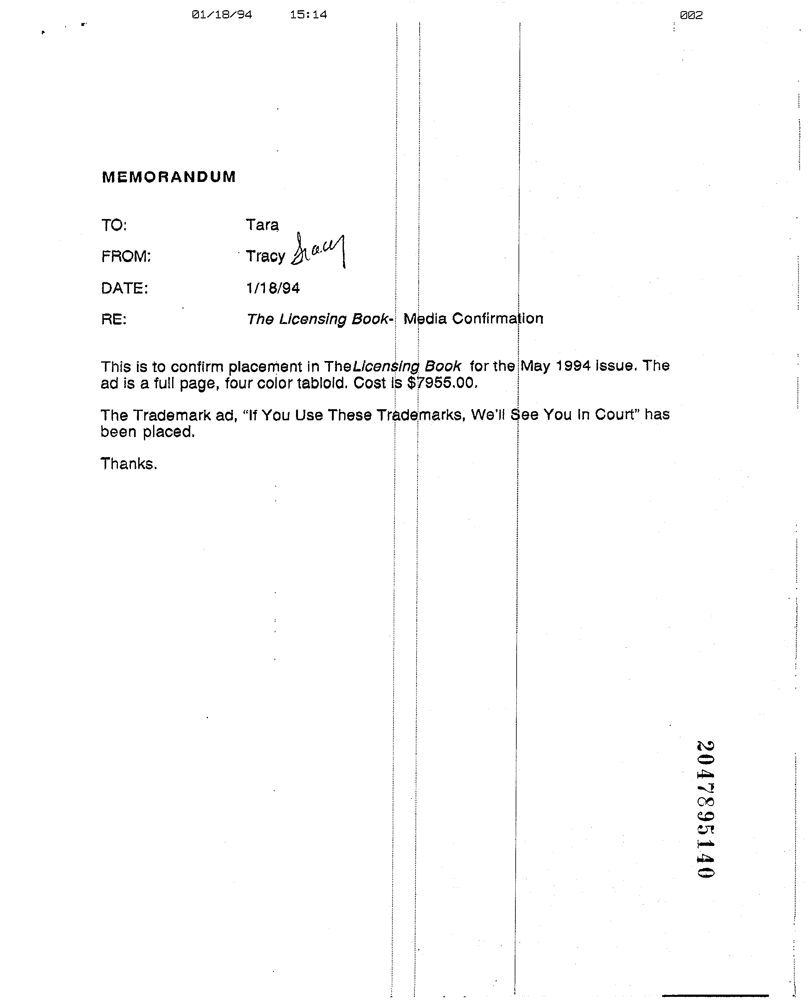 01/18/94 15:14 002
MEMORANDUM
TO: Tara
FROM: Tracy Tracy
DATE: 1/18/94
RE: The Licensing Book- Media Confirmation
This is to confirm placement in TheLicensing Book for the May 1994 issue. The
ad is a full page, four color tabloid. Cost is $7955.00.
The Trademark ad, “If You Use These Trademarks, We'll See You In Court” has
been placed.
Thanks.
2047895140